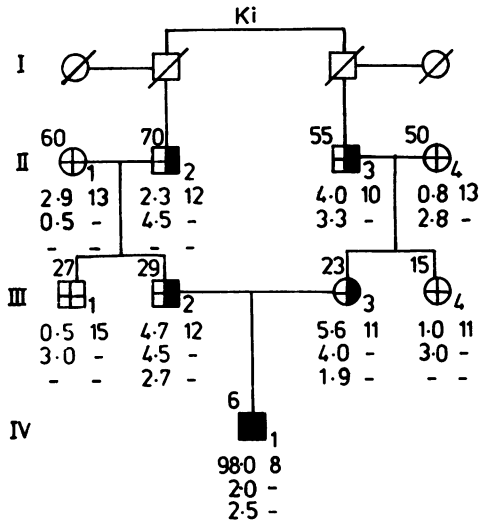 Ki
I
60 70 55 50
II 1 2 3 4
2·9 13 2·3 12 4·0 10 0·8 13
0·5 - 4·5 - 3·3 - 2·8 -
- - - - - - - -
27 29 23 15
III 1 2 3 4
0·5 15 4·7 12 5·6 11 1·0 11
3·0 - 4·5 - 4·0 - 3·0 -
- - 2·7 - 1·9 - - -
6
IV 1
98·0 8
2·0 -
2·5 -